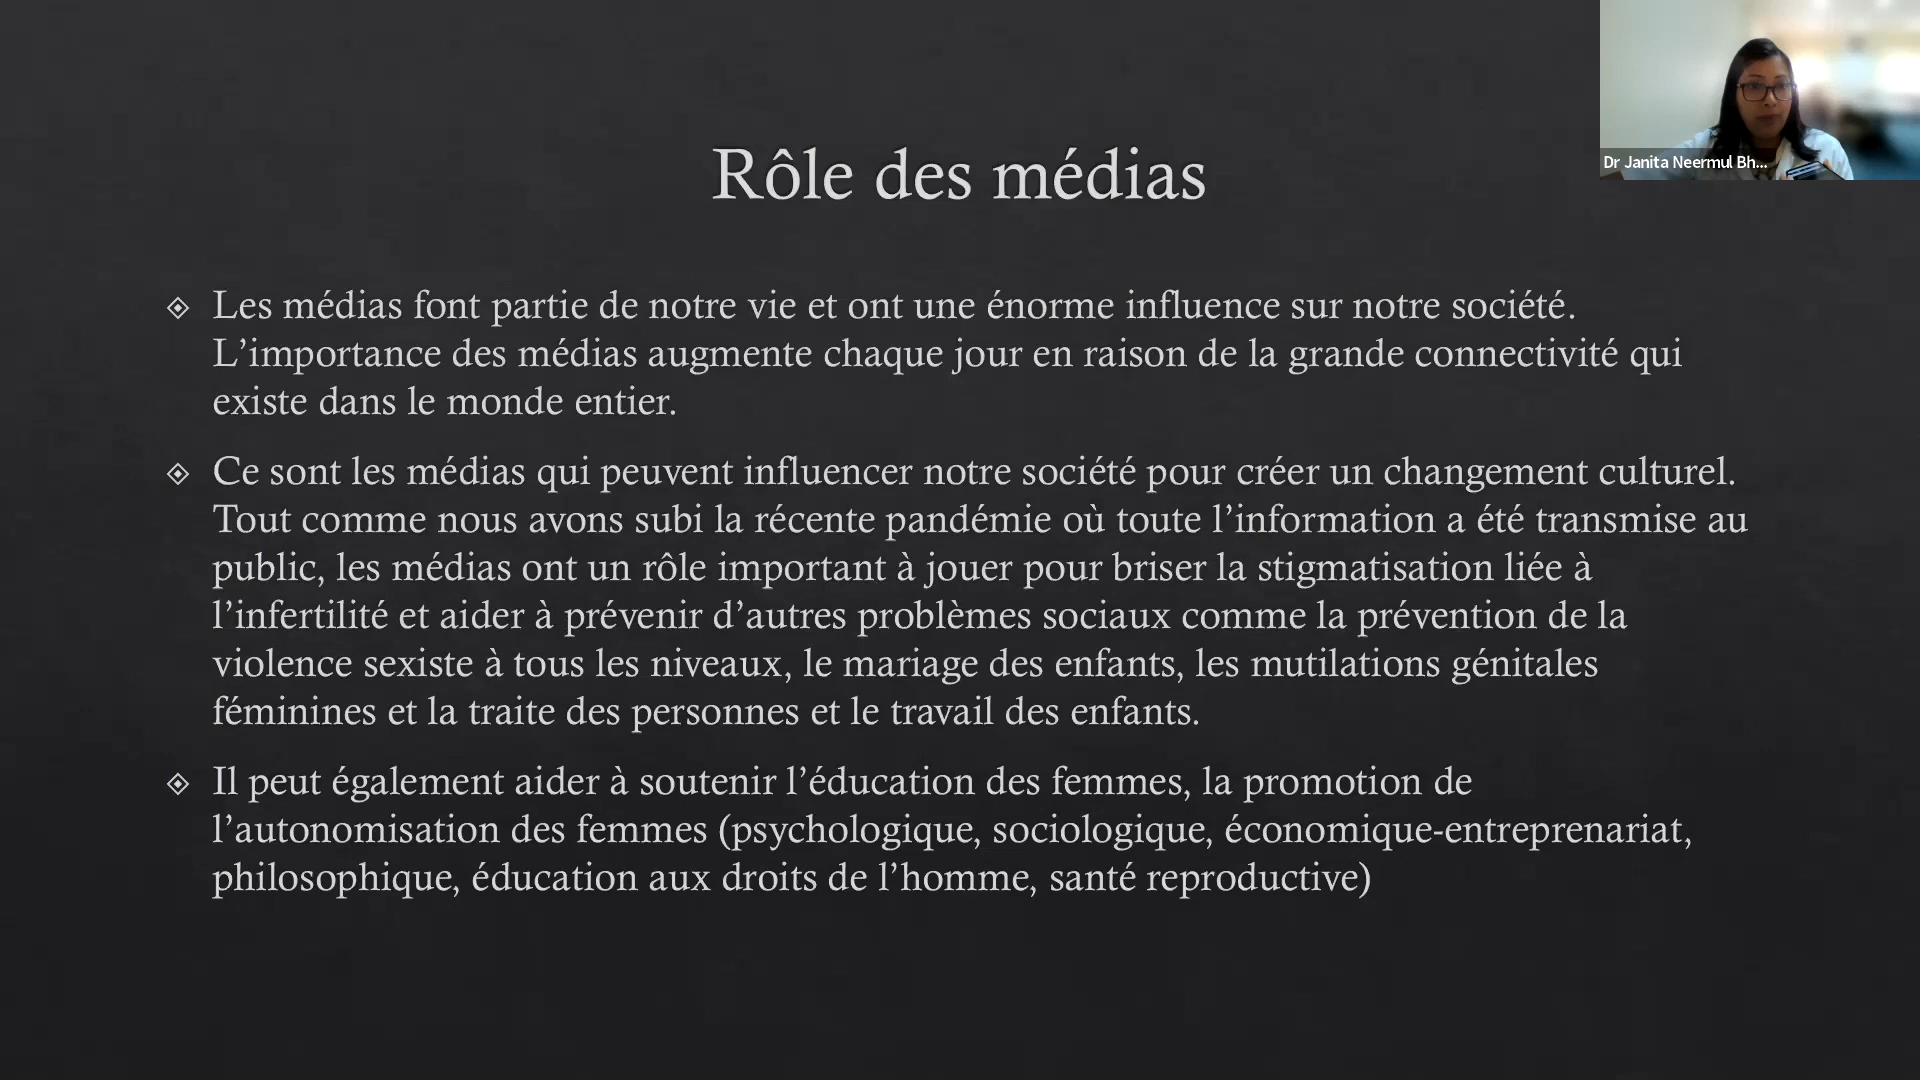 Dr Janita Neermul Bh...
Rôle des médias
Les médias font partie de notre vie et ont une énorme influence sur notre société.
L’importance des médias augmente chaque jour en raison de la grande connectivité qui
existe dans le monde entier.
Ce sont les médias qui peuvent influencer notre société pour créer un changement culturel.
Tout comme nous avons subi la récente pandémie où toute l’information a été transmise au
public, les médias ont un rôle important à jouer pour briser la stigmatisation liée à
l’infertilité et aider à prévenir d’autres problèmes sociaux comme la prévention de la
violence sexiste à tous les niveaux, le mariage des enfants, les mutilations génitales
féminines et la traite des personnes et le travail des enfants.
Il peut également aider à soutenir l’éducation des femmes, la promotion de
l’autonomisation des femmes (psychologique, sociologique, économique-entreprenariat,
philosophique, éducation aux droits de l’homme, santé reproductive)